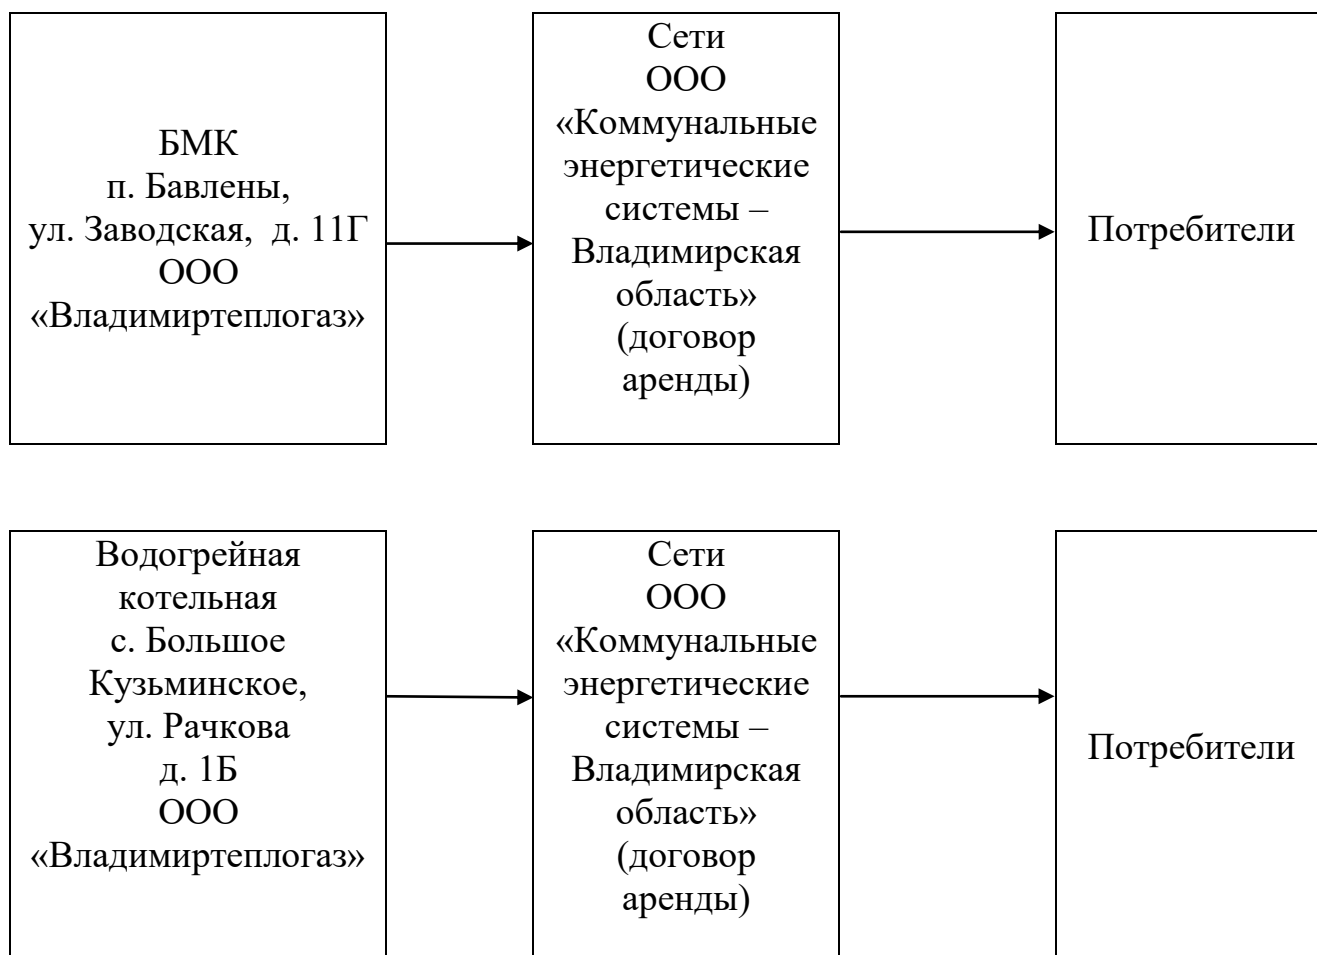 БМК
п. Бавлены,
ул. Заводская, д. 11Г
ООО
«Владимиртеплогаз»
Сети
ООО
«Коммунальные
энергетические
системы –
Владимирская
область»
(договор
аренды)
Потребители
Водогрейная
котельная
с. Большое
Кузьминское,
ул. Рачкова
д. 1Б
ООО
«Владимиртеплогаз»
Сети
ООО
«Коммунальные
энергетические
системы –
Владимирская
область»
(договор
аренды)
Потребители